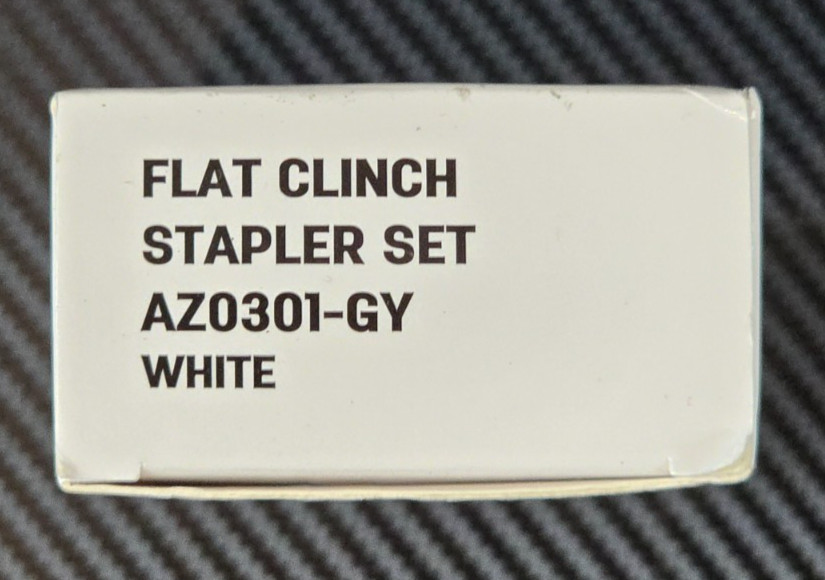 FLAT CLINCH
STAPLER SET
AZ0301-GY
WHITE